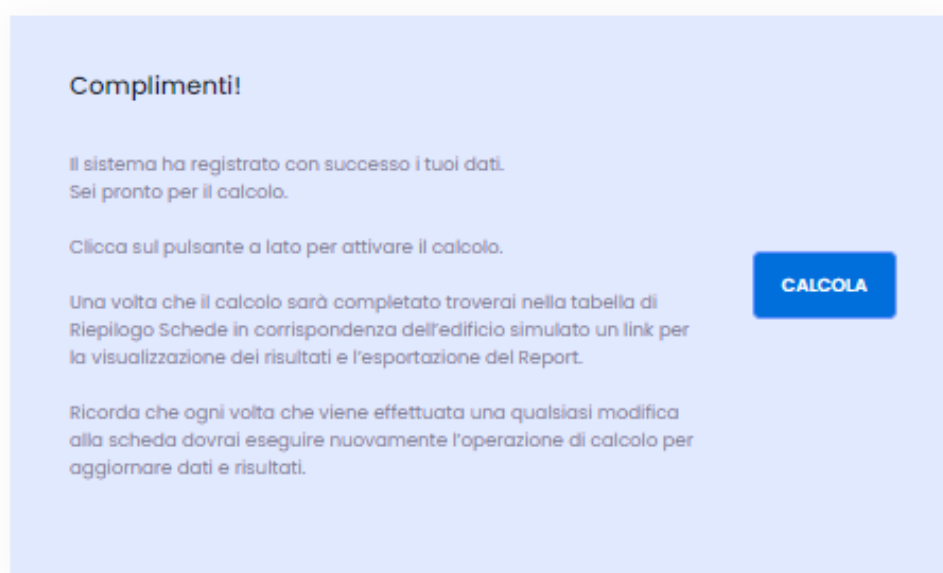 Complimenti!
Il sistema ha registrato con successo i tuoi dati.
Sei pronto per il calcolo.
Clicca sul pulsante a lato per attivare il calcolo.
CALCOLA
Una volta che il calcolo sarà completato troverai nella tabella di
Riepilogo Schede in corrispondenza dell'edificio simulato un link per
la visualizzazione dei risultati e l'esportazione del Report.
Ricorda che ogni volta che viene effettuata una qualsiasi modifica
alla scheda dovrai eseguire nuovamente l'operazione di calcolo per
aggiornare dati e risultati.